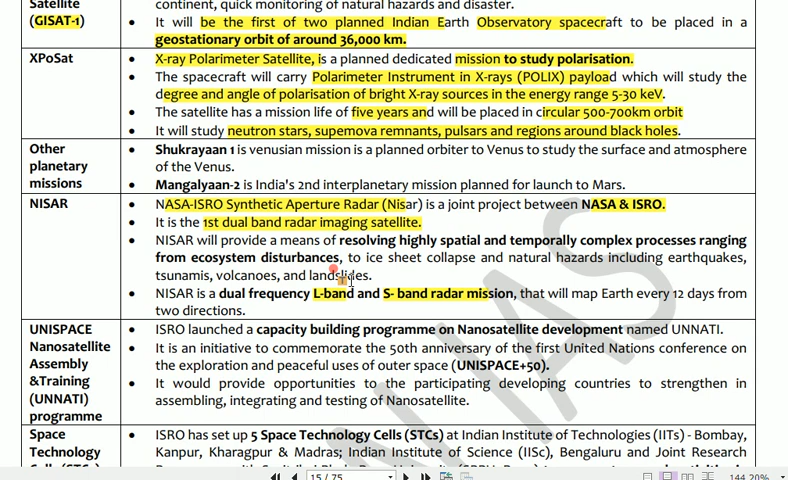 Satellite
(GISAT-1)
continent, quick monitoring of natural hazards and disaster.
• It will be the first of two planned Indian Earth Observatory spacecraft to be placed in a
geostationary orbit of around 36,000 km.
XPoSat
• X-ray Polarimeter Satellite, is a planned dedicated mission to study polarisation.
• The spacecraft will carry Polarimeter Instrument in X-rays (POLIX) payload which will study the
degree and angle of polarisation of bright X-ray sources in the energy range 5-30 keV.
• The satellite has a mission life of five years and will be placed in circular 500-700km orbit
• It will study neutron stars, supernova remnants, pulsars and regions around black holes.
Other
planetary
missions
• Shukrayaan 1 is venusian mission is a planned orbiter to Venus to study the surface and atmosphere
of the Venus.
• Mangalyaan-2 is India's 2nd interplanetary mission planned for launch to Mars.
NISAR
• NASA-ISRO Synthetic Aperture Radar (Nisar) is a joint project between NASA & ISRO.
• It is the 1st dual band radar imaging satellite.
• NISAR will provide a means of resolving highly spatial and temporally complex processes ranging
from ecosystem disturbances, to ice sheet collapse and natural hazards including earthquakes,
tsunamis, volcanoes, and landslides.
• NISAR is a dual frequency L-band and S- band radar mission, that will map Earth every 12 days from
two directions.
UNISPACE
Nanosatellite
Assembly
&Training
(UNNATI)
programme
• ISRO launched a capacity building programme on Nanosatellite development named UNNATI.
• It is an initiative to commemorate the 50th anniversary of the first United Nations conference on
the exploration and peaceful uses of outer space (UNISPACE+50).
• It would provide opportunities to the participating developing countries to strengthen in
assembling, integrating and testing of Nanosatellite.
Space
Technology
• ISRO has set up 5 Space Technology Cells (STCs) at Indian Institute of Technologies (IITs) - Bombay,
Kanpur, Kharagpur & Madras; Indian Institute of Science (IISc), Bengaluru and Joint Research
15 / 75
144.20%
IAS